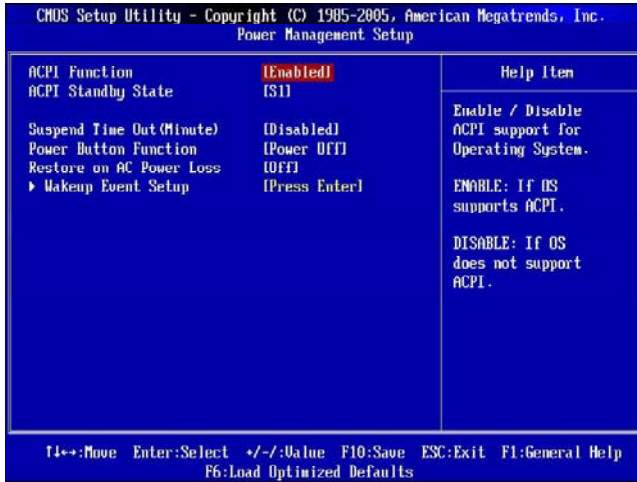 CMOS Setup Utility - Copyright (C) 1985-2005, American Megatrends, Inc.
Power Management Setup
ACPI Function [Enabled]
ACPI Standby State [S1]
Suspend Time Out(Minute) [Disabled]
Power Button Function [Power Off]
Restore on AC Power Loss [Off]
▶ Wakeup Event Setup [Press Enter]
Help Item
Enable / Disable
ACPI support for
Operating System.
ENABLE: If OS
supports ACPI.
DISABLE: If OS
does not support
ACPI.
↑↓←→:Move Enter:Select +/-/:Value F10:Save ESC:Exit F1:General Help
F6:Load Optimized Defaults